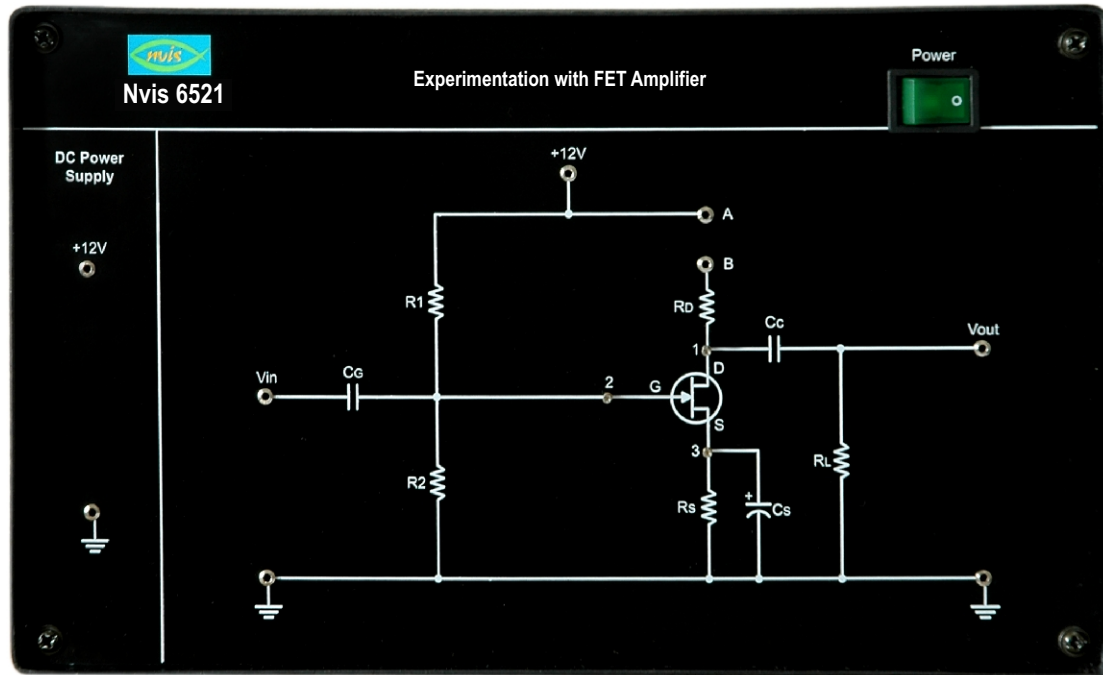 nvis
Nvis 6521
Experimentation with FET Amplifier
Power
DC Power
Supply
+12V
+12V
A
B
R1
RD
CC
Vout
1
D
Vin
CG
2
G
S
3
R2
RS
+
CS
RL